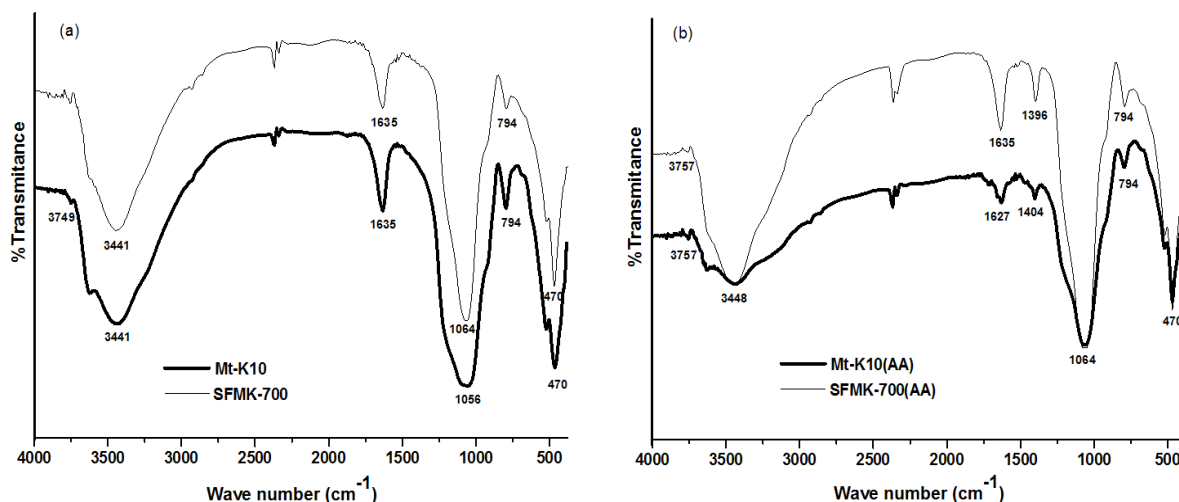 (a)
%Transmitance
3749
3441
3441
1635
1635
1064
1056
794
794
470
470
Mt-K10
SFMK-700
4000 3500 3000 2500 2000 1500 1000 500
Wave number (cm-1)
(b)
%Transmitance
3757
3757
3448
1635
1627
1396
1404
1064
794
794
470
Mt-K10(AA)
SFMK-700(AA)
4000 3500 3000 2500 2000 1500 1000 500
Wave number (cm-1)